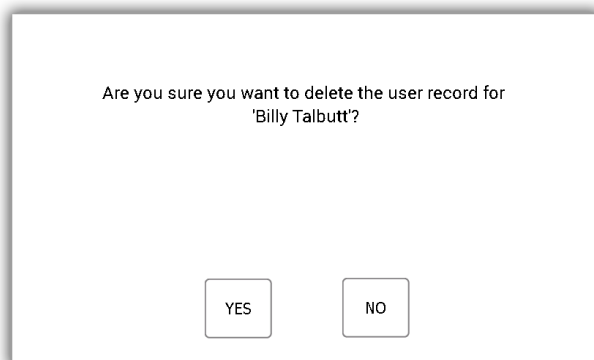 Are you sure you want to delete the user record for
'Billy Talbutt'?
YES
NO